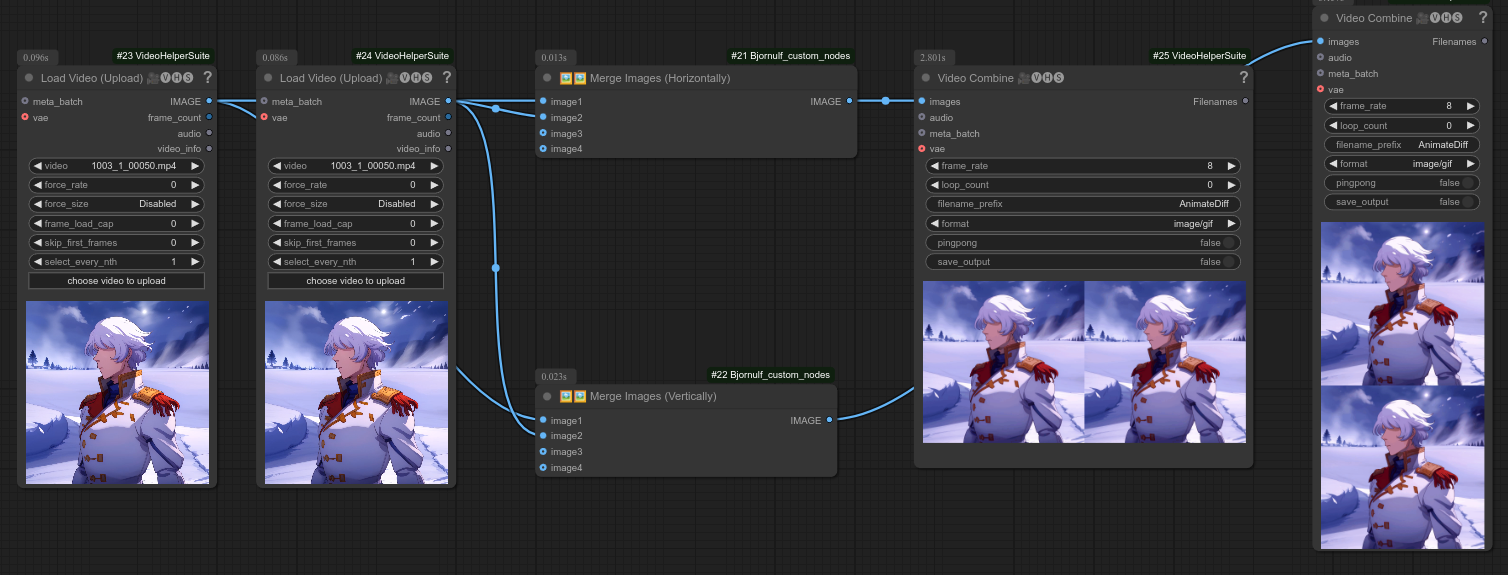 0.096s
#23 VideoHelperSuite
Load Video (Upload) 🎥🅥🅗🅢 ?
meta_batch IMAGE
vae frame_count
audio
video_info
◀ video 1003_1_00050.mp4 ▶
◀ force_rate 0 ▶
◀ force_size Disabled ▶
◀ frame_load_cap 0 ▶
◀ skip_first_frames 0 ▶
◀ select_every_nth 1 ▶
choose video to upload
0.086s
#24 VideoHelperSuite
Load Video (Upload) 🎥🅥🅗🅢 ?
meta_batch IMAGE
vae frame_count
audio
video_info
◀ video 1003_1_00050.mp4 ▶
◀ force_rate 0 ▶
◀ force_size Disabled ▶
◀ frame_load_cap 0 ▶
◀ skip_first_frames 0 ▶
◀ select_every_nth 1 ▶
choose video to upload
0.013s
#21 Bjornulf_custom_nodes
🖼️🖼️ Merge Images (Horizontally)
image1 IMAGE
image2
image3
image4
0.023s
#22 Bjornulf_custom_nodes
🖼️🖼️ Merge Images (Vertically)
image1 IMAGE
image2
image3
image4
2.801s
#25 VideoHelperSuite
Video Combine 🎥🅥🅗🅢 ?
images Filenames
audio
meta_batch
vae
◀ frame_rate 8 ▶
◀ loop_count 0 ▶
filename_prefix AnimateDiff
◀ format image/gif ▶
pingpong false
save_output false
Video Combine 🎥🅥🅗🅢 ?
images Filenames
audio
meta_batch
vae
◀ frame_rate 8 ▶
◀ loop_count 0 ▶
filename_prefix AnimateDiff
◀ format image/gif ▶
pingpong false
save_output false